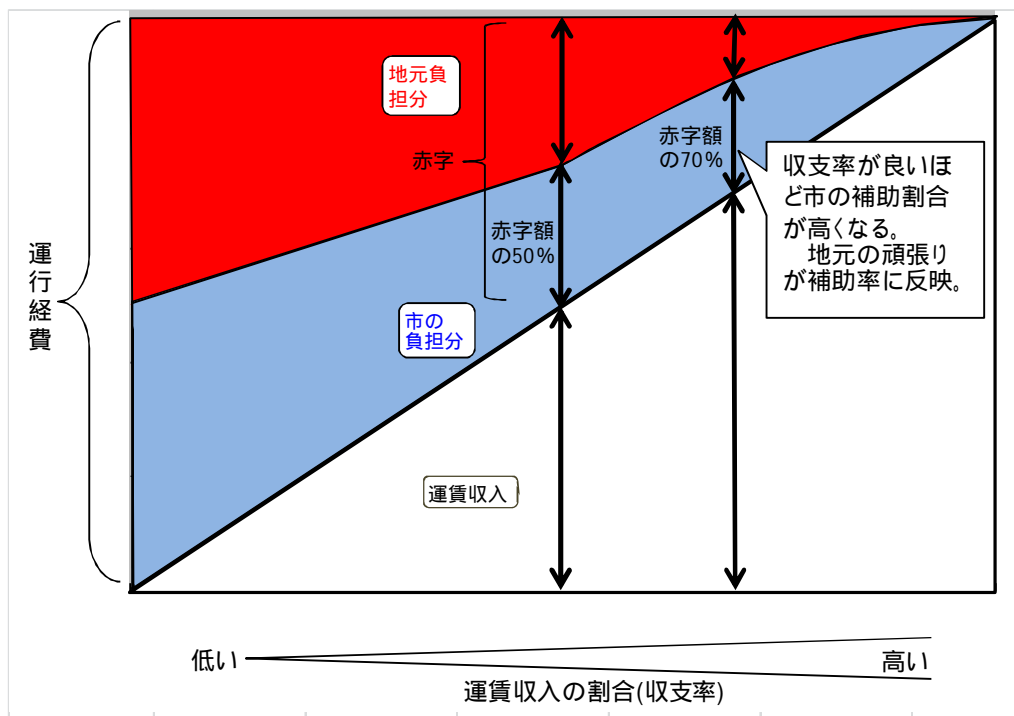 地元負
担分
赤字
赤字額
の70%
収支率が良いほ
ど市の補助割合
が高くなる。
地元の頑張り
が補助率に反映。
運
行
経
費
赤字額
の50%
市の
負担分
運賃収入
低い
高い
運賃収入の割合(収支率)